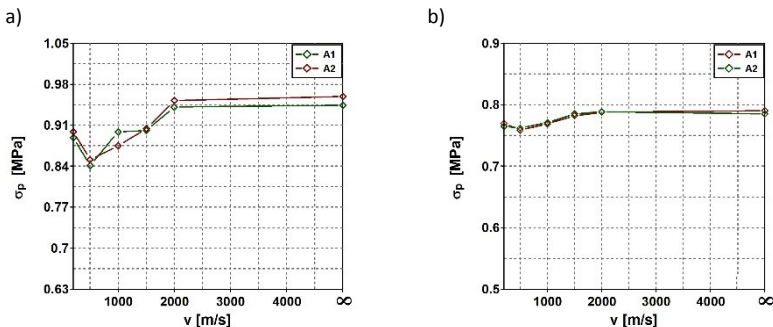 a)
1.05
0.98
0.91
0.84
0.77
0.7
0.63
σp [MPa]
A1
A2
1000 2000 3000 4000 ∞
v [m/s]
b)
0.9
0.8
0.7
0.6
0.5
σp [MPa]
A1
A2
1000 2000 3000 4000 ∞
v [m/s]